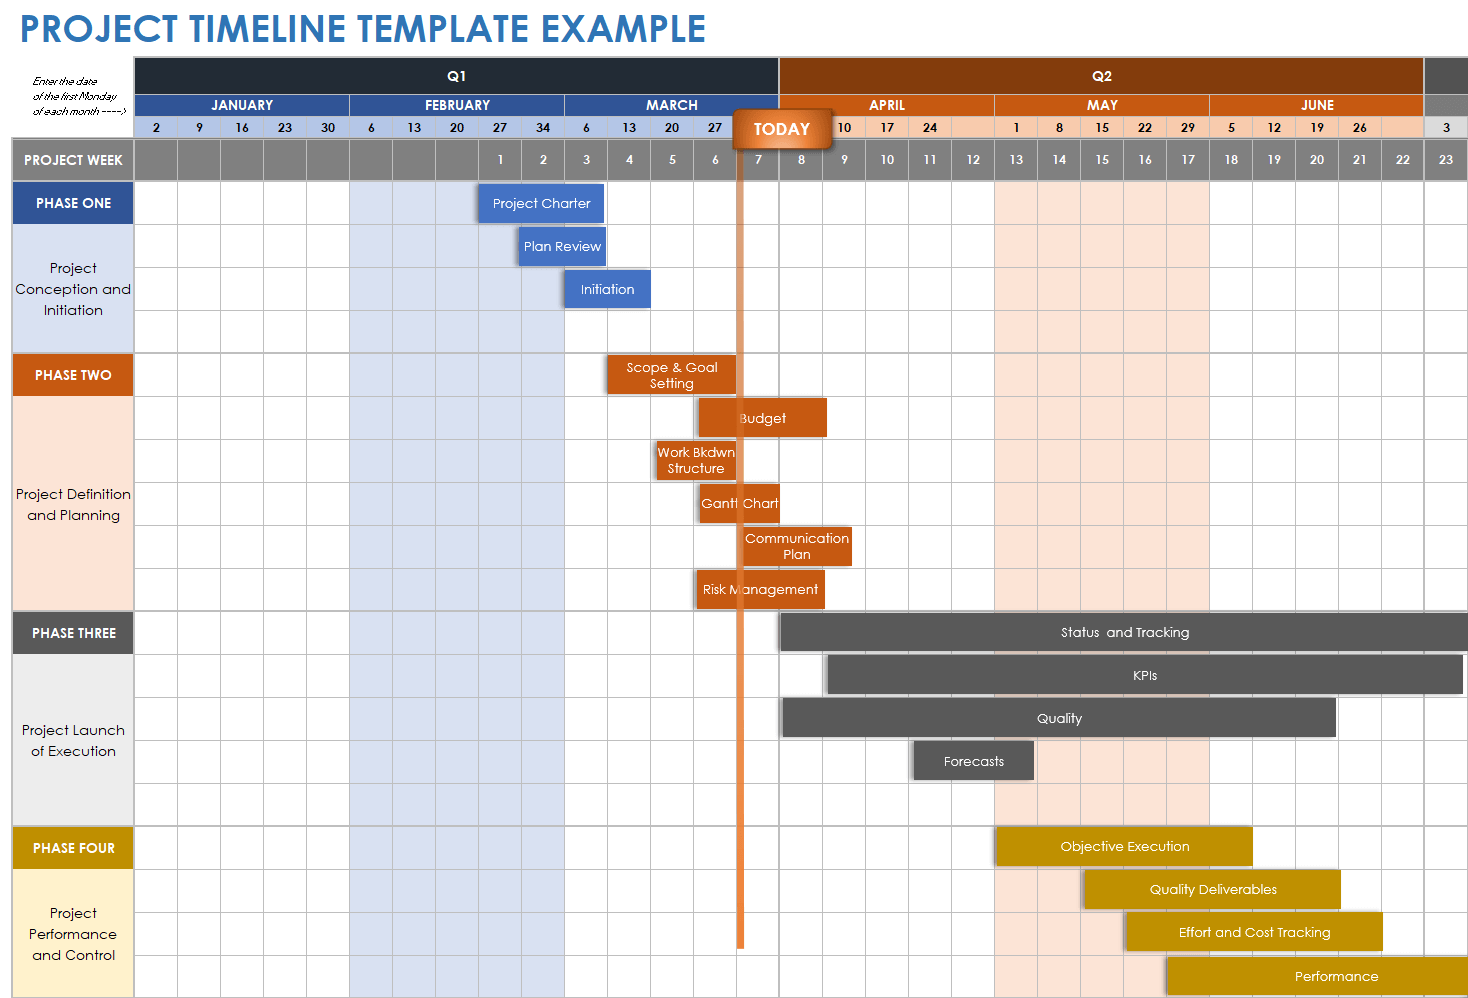 PROJECT TIMELINE TEMPLATE EXAMPLE
Enter the date
of the first Monday
of each month ---->
Q1 Q2
JANUARY FEBRUARY MARCH APRIL MAY JUNE
2 9 16 23 30 6 13 20 27 34 6 13 20 27 TODAY 10 17 24 1 8 15 22 29 5 12 19 26 3
PROJECT WEEK 1 2 3 4 5 6 7 8 9 10 11 12 13 14 15 16 17 18 19 20 21 22 23
PHASE ONE Project Charter
Plan Review
Project
Conception and
Initiation
Initiation
PHASE TWO Scope & Goal
Setting
Budget
Work Bkdwn
Structure
Project Definition
and Planning
Gantt Chart
Communication
Plan
Risk Management
PHASE THREE Status and Tracking
KPIs
Project Launch
of Execution
Quality
Forecasts
PHASE FOUR Objective Execution
Quality Deliverables
Project
Performance
and Control
Effort and Cost Tracking
Performance